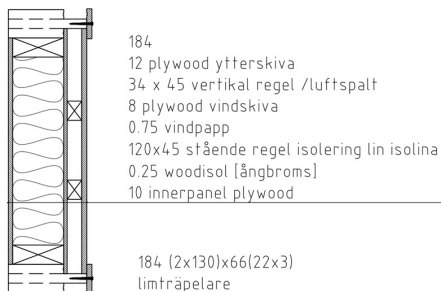 184
12 plywood ytterskiva
34 x 45 vertikal regel /luftspalt
8 plywood vindskiva
0.75 vindpapp
120x45 stående regel isolering lin isolina
0.25 woodisol [ångbroms]
10 innerpanel plywood
184 (2x130)x66(22x3)
limträpelare